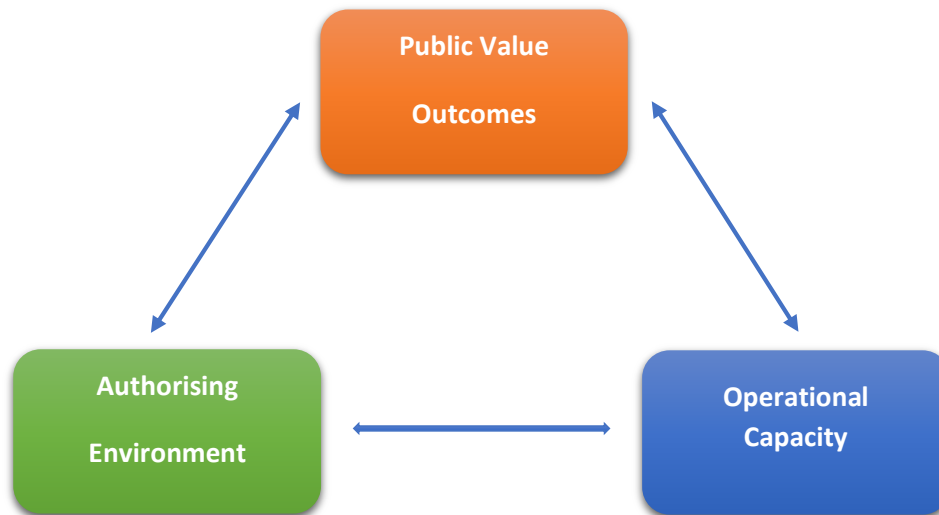 Public Value
Outcomes
Authorising
Environment
Operational
Capacity